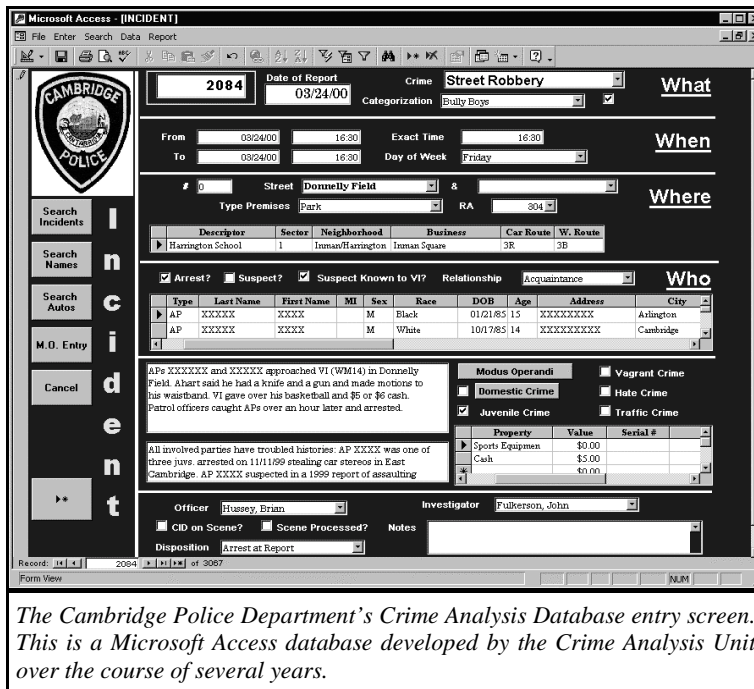 Microsoft Access - [INCIDENT]
File Enter Search Data Report
CAMBRIDGE
POLICE
2084
Date of Report
03/24/00
Crime Street Robbery
Categorization Bully Boys
What
From 03/24/00 16:30 Exact Time 16:30
To 03/24/00 16:30 Day of Week Friday
When
# 0 Street Donnelly Field &
Type Premises Park RA 304
Where
Descriptor Sector Neighborhood Business Car Route W. Route
Harrington School 1 Inman/Harrington Inman Square 3R 3B
Search Incidents
Search Names
Search Autos
M.O. Entry
Cancel
Incident
Arrest? Suspect? Suspect Known to VI? Relationship Acquaintance
Who
Type Last Name First Name MI Sex Race DOB Age Address City
AP XXXXX XXXX M Black 01/21/85 15 XXXXXXXX Arlington
AP XXXXX XXXX M White 10/17/85 14 XXXXXXXXX Cambridge
APs XXXXXX and XXXXX approached VI (WM14) in Donnelly
Field. Ahart said he had a knife and a gun and made motions to
his waistband. VI gave over his basketball and $5 or $6 cash.
Patrol officers caught APs over an hour later and arrested.
All involved parties have troubled histories: AP XXXX was one of
three juvs. arrested on 11/11/99 stealing car stereos in East
Cambridge. AP XXXX suspected in a 1999 report of assaulting
Modus Operandi Vagrant Crime
Domestic Crime Hate Crime
Juvenile Crime Traffic Crime
Property Value Serial #
Sports Equipmen $0.00
Cash $5.00
$0.00
Officer Hussey, Brian Investigator Fulkerson, John
CID on Scene? Scene Processed? Notes
Disposition Arrest at Report
Record: 2084 of 3087
Form View NUM
The Cambridge Police Department's Crime Analysis Database entry screen.
This is a Microsoft Access database developed by the Crime Analysis Unit
over the course of several years.